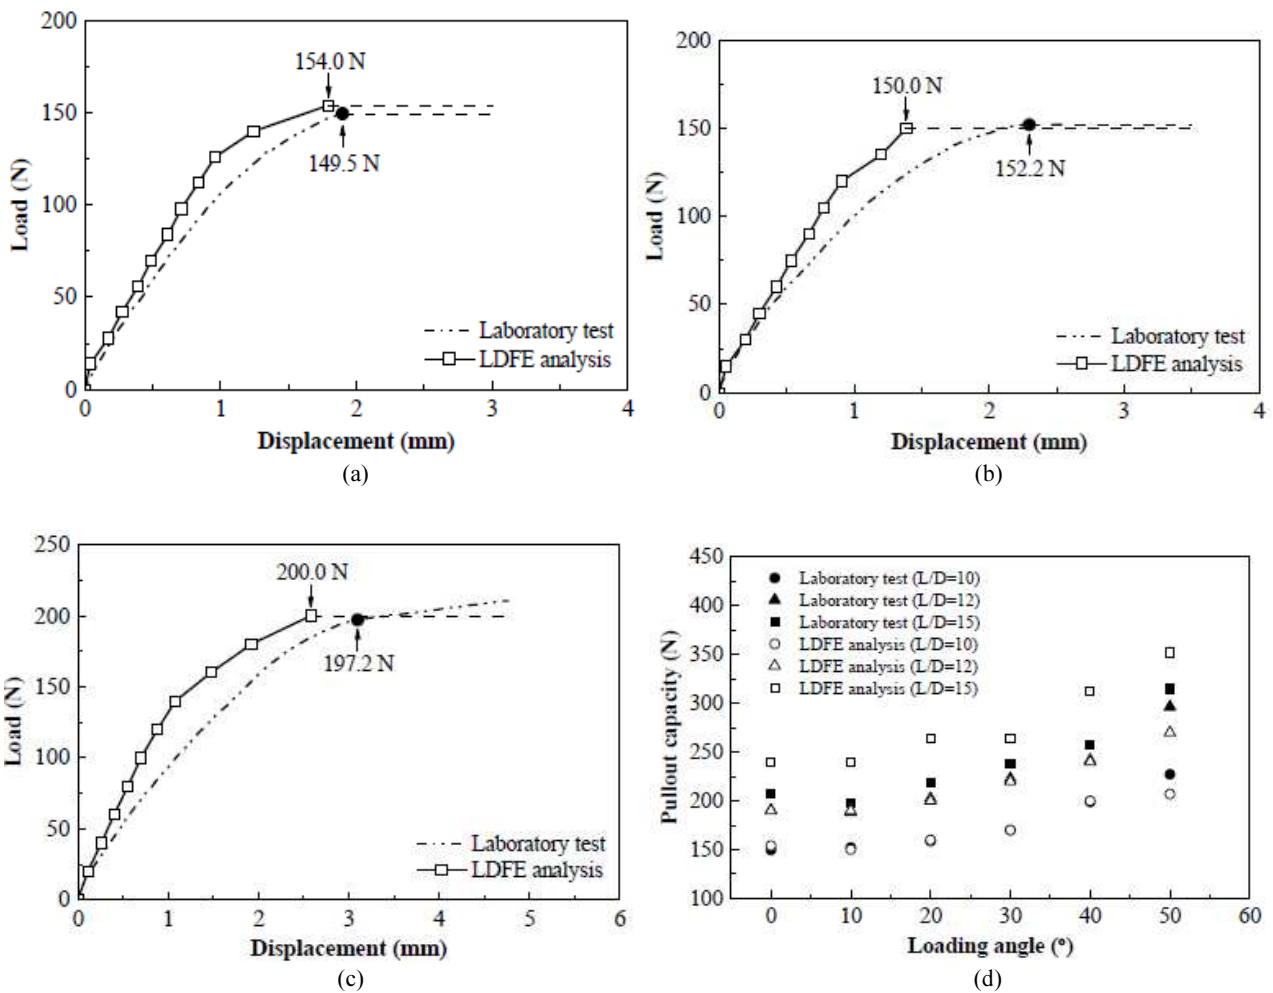 200
150
100
50
0
0
1
2
3
4
Load (N)
Displacement (mm)
154.0 N
149.5 N
Laboratory test
LDFE analysis
(a)
200
150
100
50
0
0
1
2
3
4
Load (N)
Displacement (mm)
150.0 N
152.2 N
Laboratory test
LDFE analysis
(b)
250
200
150
100
50
0
0
1
2
3
4
5
6
Load (N)
Displacement (mm)
200.0 N
197.2 N
Laboratory test
LDFE analysis
(c)
450
400
350
300
250
200
150
100
0
10
20
30
40
50
60
Pullout capacity (N)
Loading angle (°)
Laboratory test (L/D=10)
Laboratory test (L/D=12)
Laboratory test (L/D=15)
LDFE analysis (L/D=10)
LDFE analysis (L/D=12)
LDFE analysis (L/D=15)
(d)